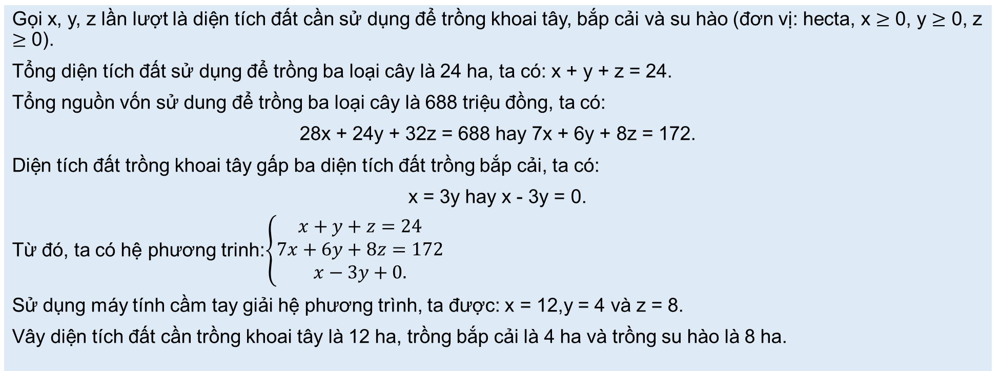 Gọi x, y, z lần lượt là diện tích đất cần sử dụng để trồng khoai tây, bắp cải và su hào (đơn vị: hecta, x ≥ 0, y ≥ 0, z
≥ 0).
Tổng diện tích đất sử dụng để trồng ba loại cây là 24 ha, ta có: x + y + z = 24.
Tổng nguồn vốn sử dung để trồng ba loại cây là 688 triệu đồng, ta có:
28x + 24y + 32z = 688 hay 7x + 6y + 8z = 172.
Diện tích đất trồng khoai tây gấp ba diện tích đất trồng bắp cải, ta có:
x = 3y hay x - 3y = 0.
x + y + z = 24
Từ đó, ta có hệ phương trinh:{ 7x + 6y + 8z = 172
x − 3y + 0.
Sử dụng máy tính cầm tay giải hệ phương trình, ta được: x = 12,y = 4 và z = 8.
Vây diện tích đất cần trồng khoai tây là 12 ha, trồng bắp cải là 4 ha và trồng su hào là 8 ha.